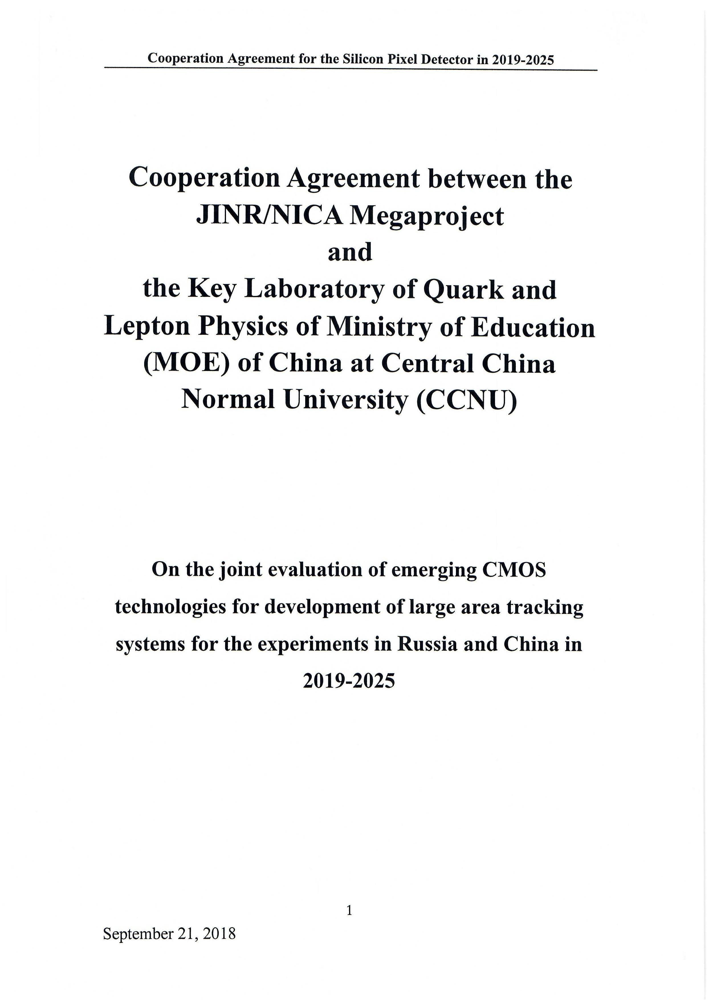 Cooperation Agreement for the Silicon Pixel Detector in 2019-2025
Cooperation Agreement between the
JINR/NICA Megaproject
and
the Key Laboratory of Quark and
Lepton Physics of Ministry of Education
(MOE) of China at Central China
Normal University (CCNU)
On the joint evaluation of emerging CMOS
technologies for development of large area tracking
systems for the experiments in Russia and China in
2019-2025
1
September 21, 2018